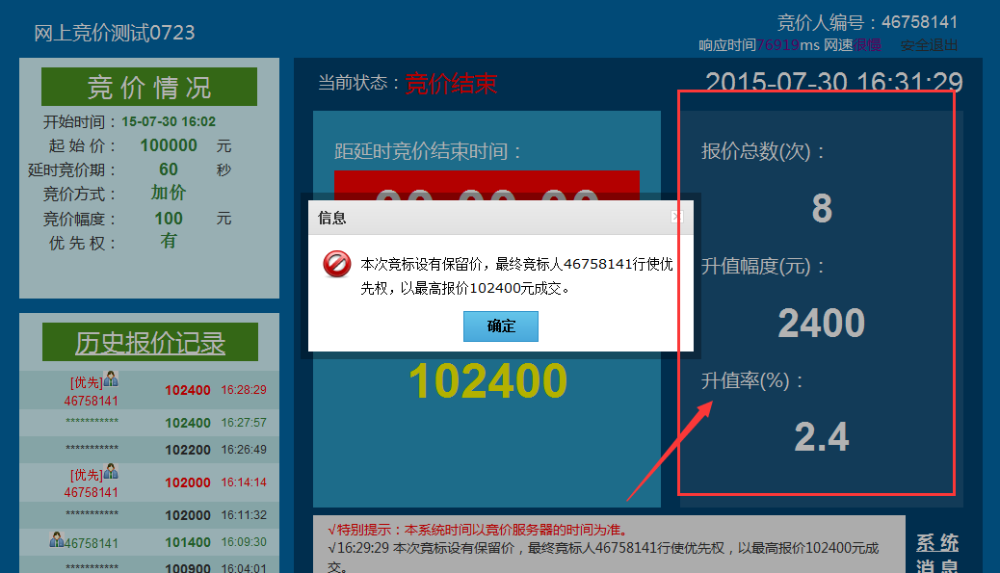 网上竞价测试0723
竞价人编号：46758141
响应时间76919ms 网速很慢 安全退出
竞价情况
开始时间：15-07-30 16:02
起始价：100000 元
延时竞价期：60 秒
竞价方式：加价
竞价幅度：100 元
优先权：有
历史报价记录
[优先]
46758141 102400 16:28:29
*********** 102400 16:27:57
*********** 102200 16:26:49
[优先]
46758141 102000 16:14:14
*********** 102000 16:11:32
46758141 101400 16:09:30
*********** 100900 16:04:01
当前状态：竞价结束
2015-07-30 16:31:29
距延时竞价结束时间：
信息
本次竞标设有保留价，最终竞标人46758141行使优
先权，以最高报价102400元成交。
确定
102400
报价总数(次)：
8
升值幅度(元)：
2400
升值率(%)：
2.4
√特别提示：本系统时间以竞价服务器的时间为准。
√16:29:29 本次竞标设有保留价，最终竞标人46758141行使优先权，以最高报价102400元成
交。
系统
消息